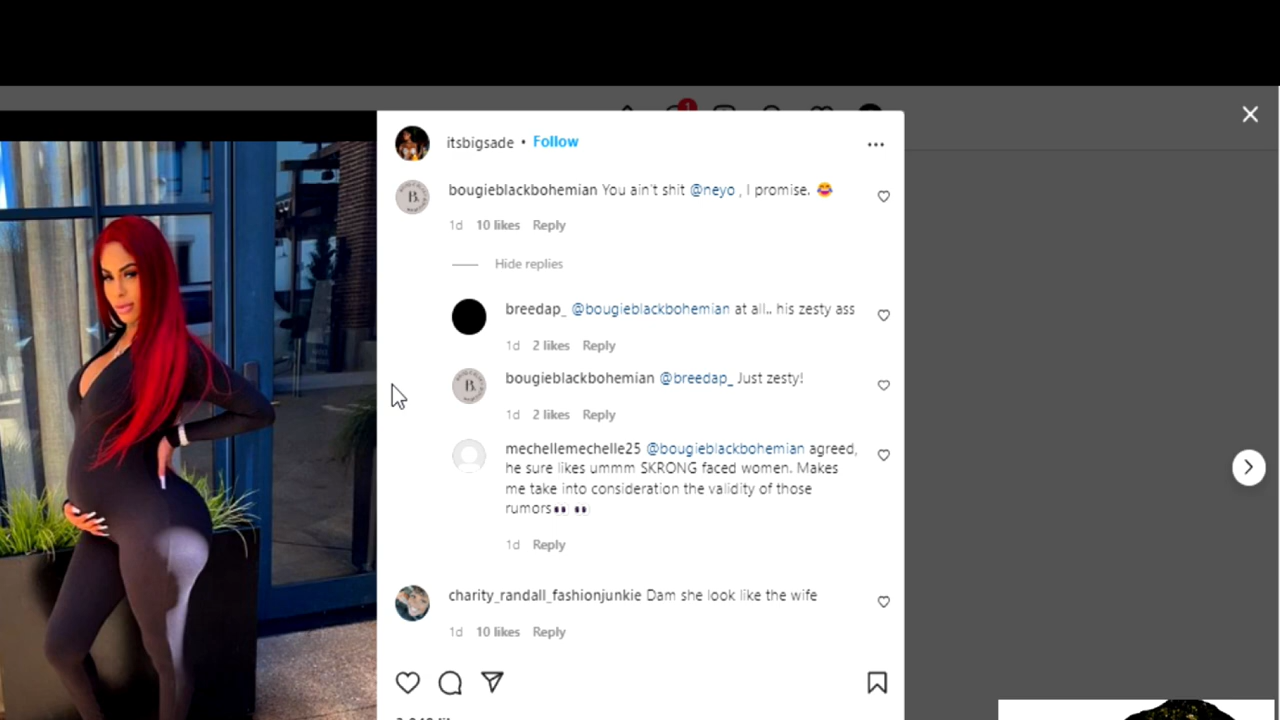 1
itsbigsade • Follow
bougieblackbohemian You ain't shit @neyo , I promise. 😂
1d 10 likes Reply
Hide replies
breedap_ @bougieblackbohemian at all.. his zesty ass
1d 2 likes Reply
bougieblackbohemian @breedap_ Just zesty!
1d 2 likes Reply
mechellemechelle25 @bougieblackbohemian agreed,
he sure likes ummm SKRONG faced women. Makes
me take into consideration the validity of those
rumors👀 👀
1d Reply
charity_randall_fashionjunkie Dam she look like the wife
1d 10 likes Reply